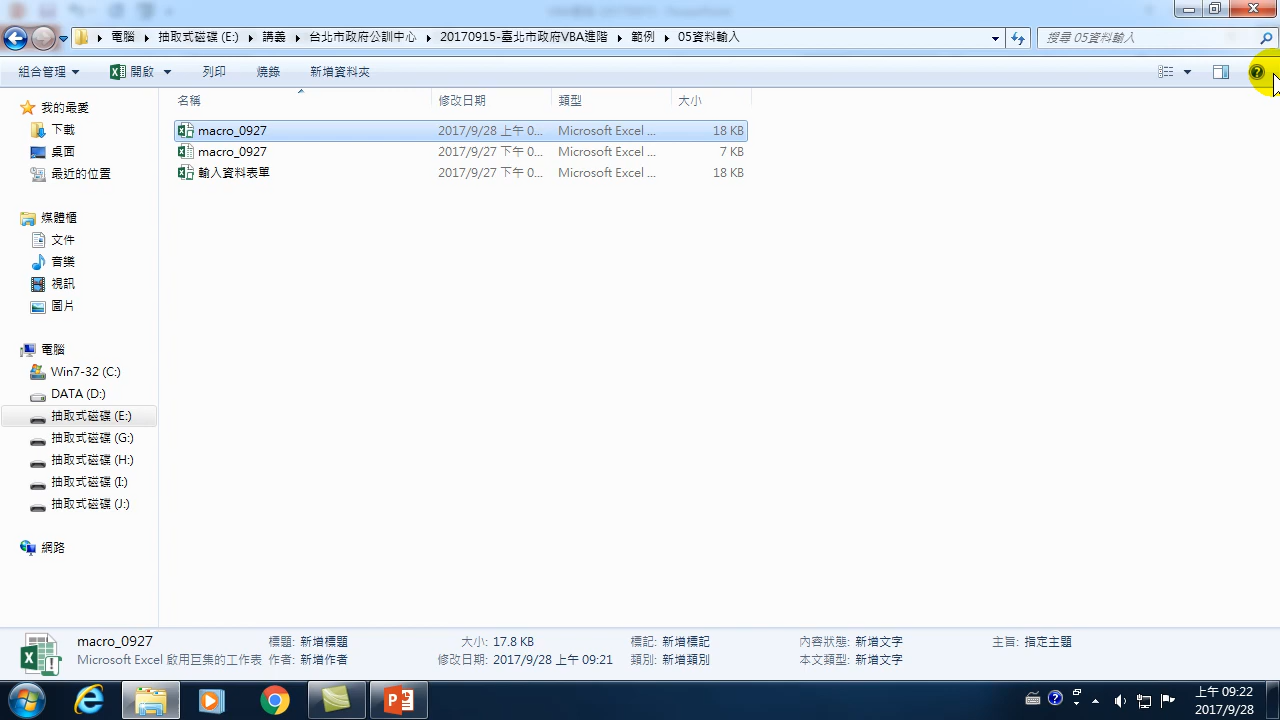 電腦 抽取式磁碟 (E:) 講義 台北市政府公訓中心 20170915-臺北市政府VBA進階 範例 05資料輸入 搜尋 05資料輸入
組合管理 開啟 列印 燒錄 新增資料夾
名稱 修改日期 類型 大小
我的最愛
下載
桌面
最近的位置
媒體櫃
文件
音樂
視訊
圖片
電腦
Win7-32 (C:)
DATA (D:)
抽取式磁碟 (E:)
抽取式磁碟 (G:)
抽取式磁碟 (H:)
抽取式磁碟 (I:)
抽取式磁碟 (J:)
網路
macro_0927 2017/9/28 上午 0... Microsoft Excel ... 18 KB
macro_0927 2017/9/27 下午 0... Microsoft Excel ... 7 KB
輸入資料表單 2017/9/27 下午 0... Microsoft Excel ... 18 KB
macro_0927 標題: 新增標題 大小: 17.8 KB 標記: 新增標記 內容狀態: 新增文字 主旨: 指定主題
Microsoft Excel 啟用巨集的工作表 作者: 新增作者 修改日期: 2017/9/28 上午 09:21 類別: 新增類別 本文類型: 新增文字
上午 09:22
2017/9/28